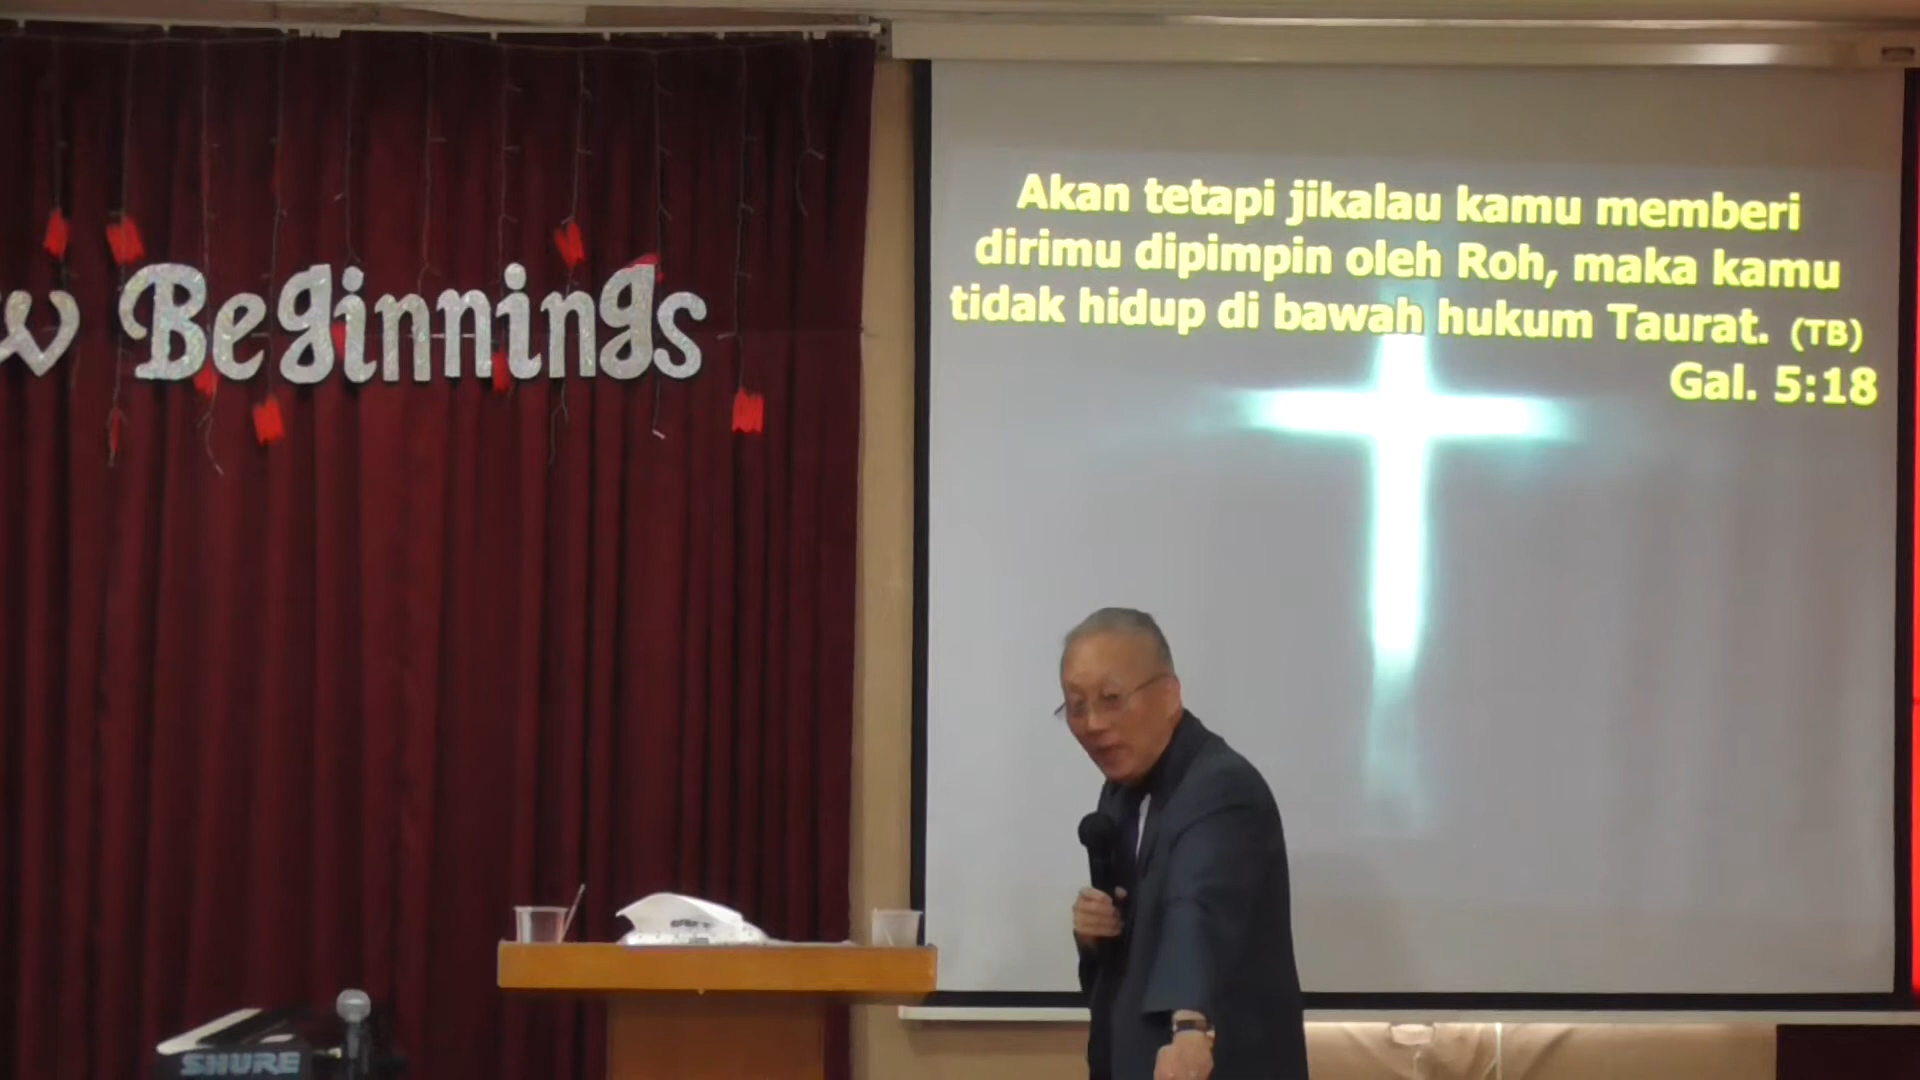 Beginnings
Akan tetapi jikalau kamu memberi
dirimu dipimpin oleh Roh, maka kamu
tidak hidup di bawah hukum Taurat. (TB)
Gal. 5:18
SHURE